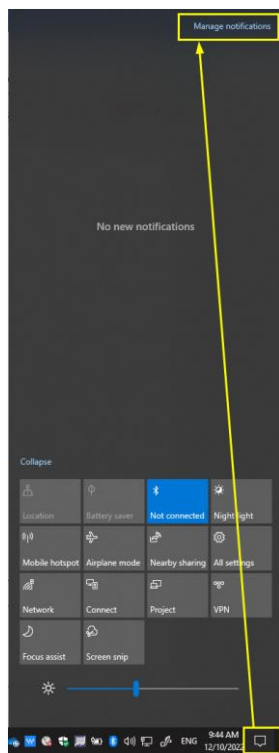 Manage notifications
No new notifications
Collapse
Location
Battery saver
Not connected
Night light
Mobile hotspot
Airplane mode
Nearby sharing
All settings
Network
Connect
Project
VPN
Focus assist
Screen snip
ENG
9:44 AM
12/10/2022